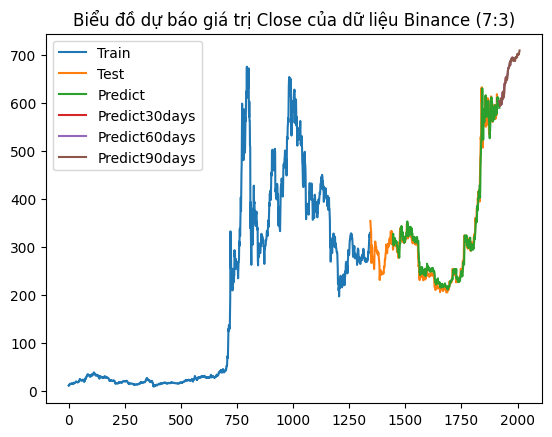 Biểu đồ dự báo giá trị Close của dữ liệu Binance (7:3)
Train
Test
Predict
Predict30days
Predict60days
Predict90days
700
600
500
400
300
200
100
0
0 250 500 750 1000 1250 1500 1750 2000